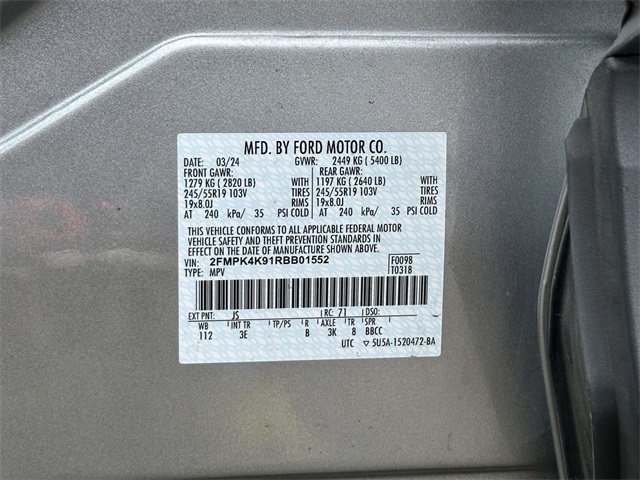 MFD. BY FORD MOTOR CO.
DATE: 03/24 GVWR: 2449 KG ( 5400 LB)
FRONT GAWR: REAR GAWR:
1279 KG ( 2820 LB) 1197 KG ( 2640 LB)
245/55R19 103V TIRES 245/55R19 103V TIRES
19x8.0J RIMS 19x8.0J RIMS
AT 240 kPa/ 35 PSI COLD AT 240 kPa/ 35 PSI COLD
THIS VEHICLE CONFORMS TO ALL APPLICABLE FEDERAL MOTOR
VEHICLE SAFETY AND THEFT PREVENTION STANDARDS IN
EFFECT ON THE DATE OF MANUFACTURE SHOWN ABOVE.
VIN: 2FMPK4K91RBB01552 F0098
TYPE: MPV T0318
EXT PNT: JS RC: 71 DSO:
WB INT TR TP/PS R AXLE TR SPR
112 3E B 3K 8 BBCC
UTC ▽ 5U5A-1520472-BA